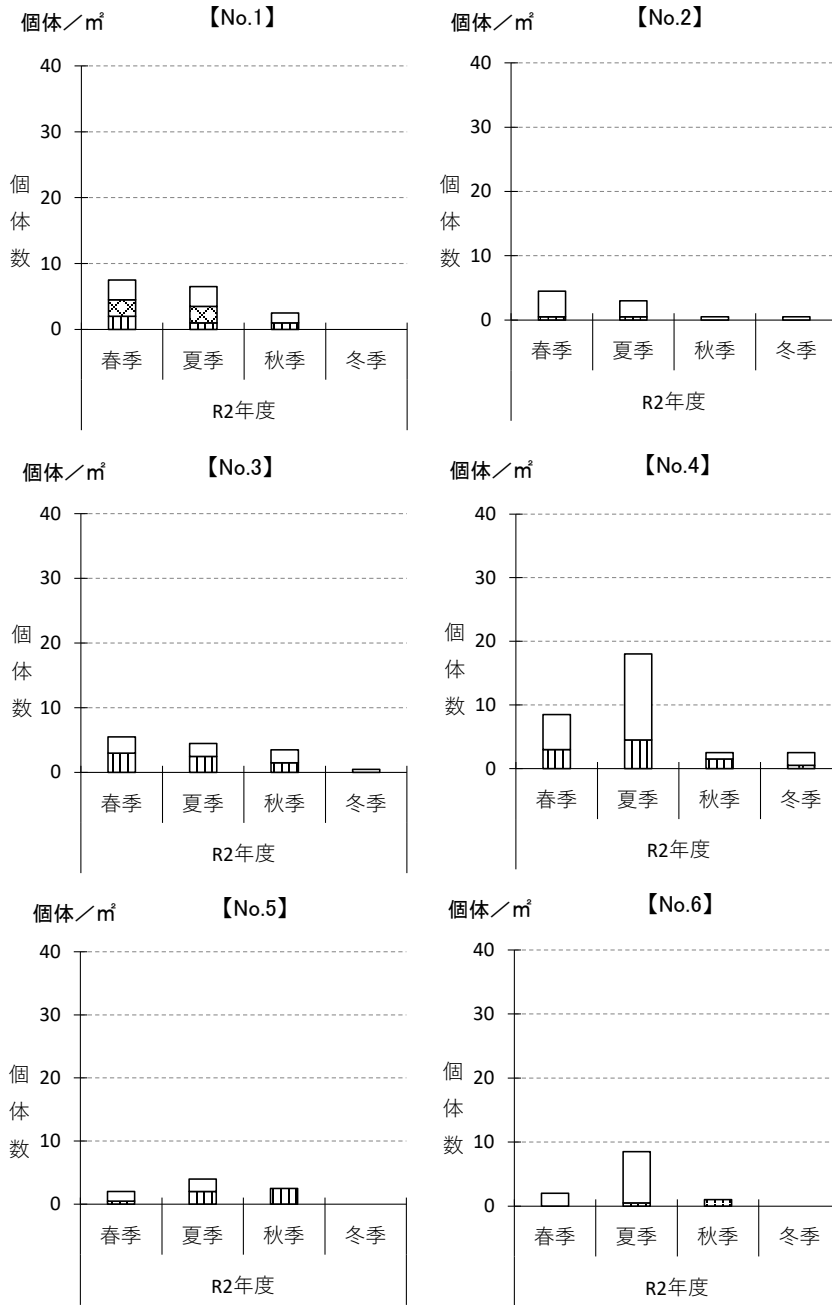 個体／㎡
【No.1】
40
30
20
10
0
個体数
春季 夏季 秋季 冬季
R2年度
個体／㎡
【No.2】
40
30
20
10
0
個体数
春季 夏季 秋季 冬季
R2年度
個体／㎡
【No.3】
40
30
20
10
0
個体数
春季 夏季 秋季 冬季
R2年度
個体／㎡
【No.4】
40
30
20
10
0
個体数
春季 夏季 秋季 冬季
R2年度
個体／㎡
【No.5】
40
30
20
10
0
個体数
春季 夏季 秋季 冬季
R2年度
個体／㎡
【No.6】
40
30
20
10
0
個体数
春季 夏季 秋季 冬季
R2年度